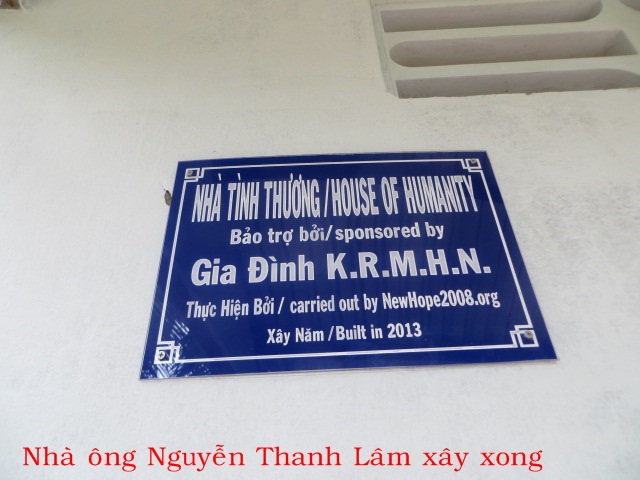 NHÀ TÌNH THƯƠNG / HOUSE OF HUMANITY
Bảo trợ bởi / sponsored by
Gia Đình K.R.M.H.N.
Thực Hiện Bởi / carried out by NewHope2008.org
Xây Năm / Built in 2013
Nhà ông Nguyễn Thanh Lâm xây xong